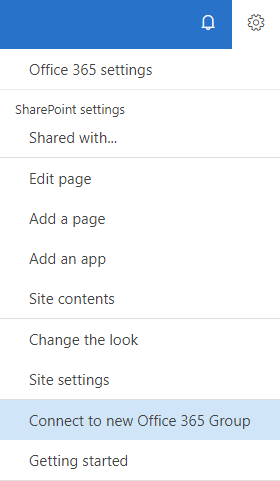 Office 365 settings
SharePoint settings
Shared with...
Edit page
Add a page
Add an app
Site contents
Change the look
Site settings
Connect to new Office 365 Group
Getting started